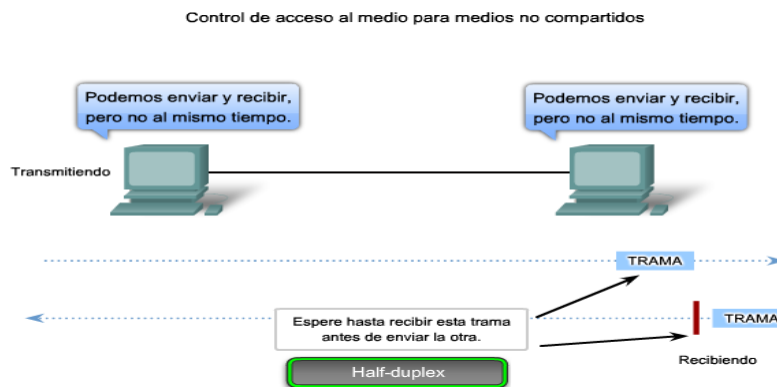 Control de acceso al medio para medios no compartidos
Podemos enviar y recibir,
pero no al mismo tiempo.
Podemos enviar y recibir,
pero no al mismo tiempo.
Transmitiendo
TRAMA
Espere hasta recibir esta trama
antes de enviar la otra.
TRAMA
Recibiendo
Half-duplex